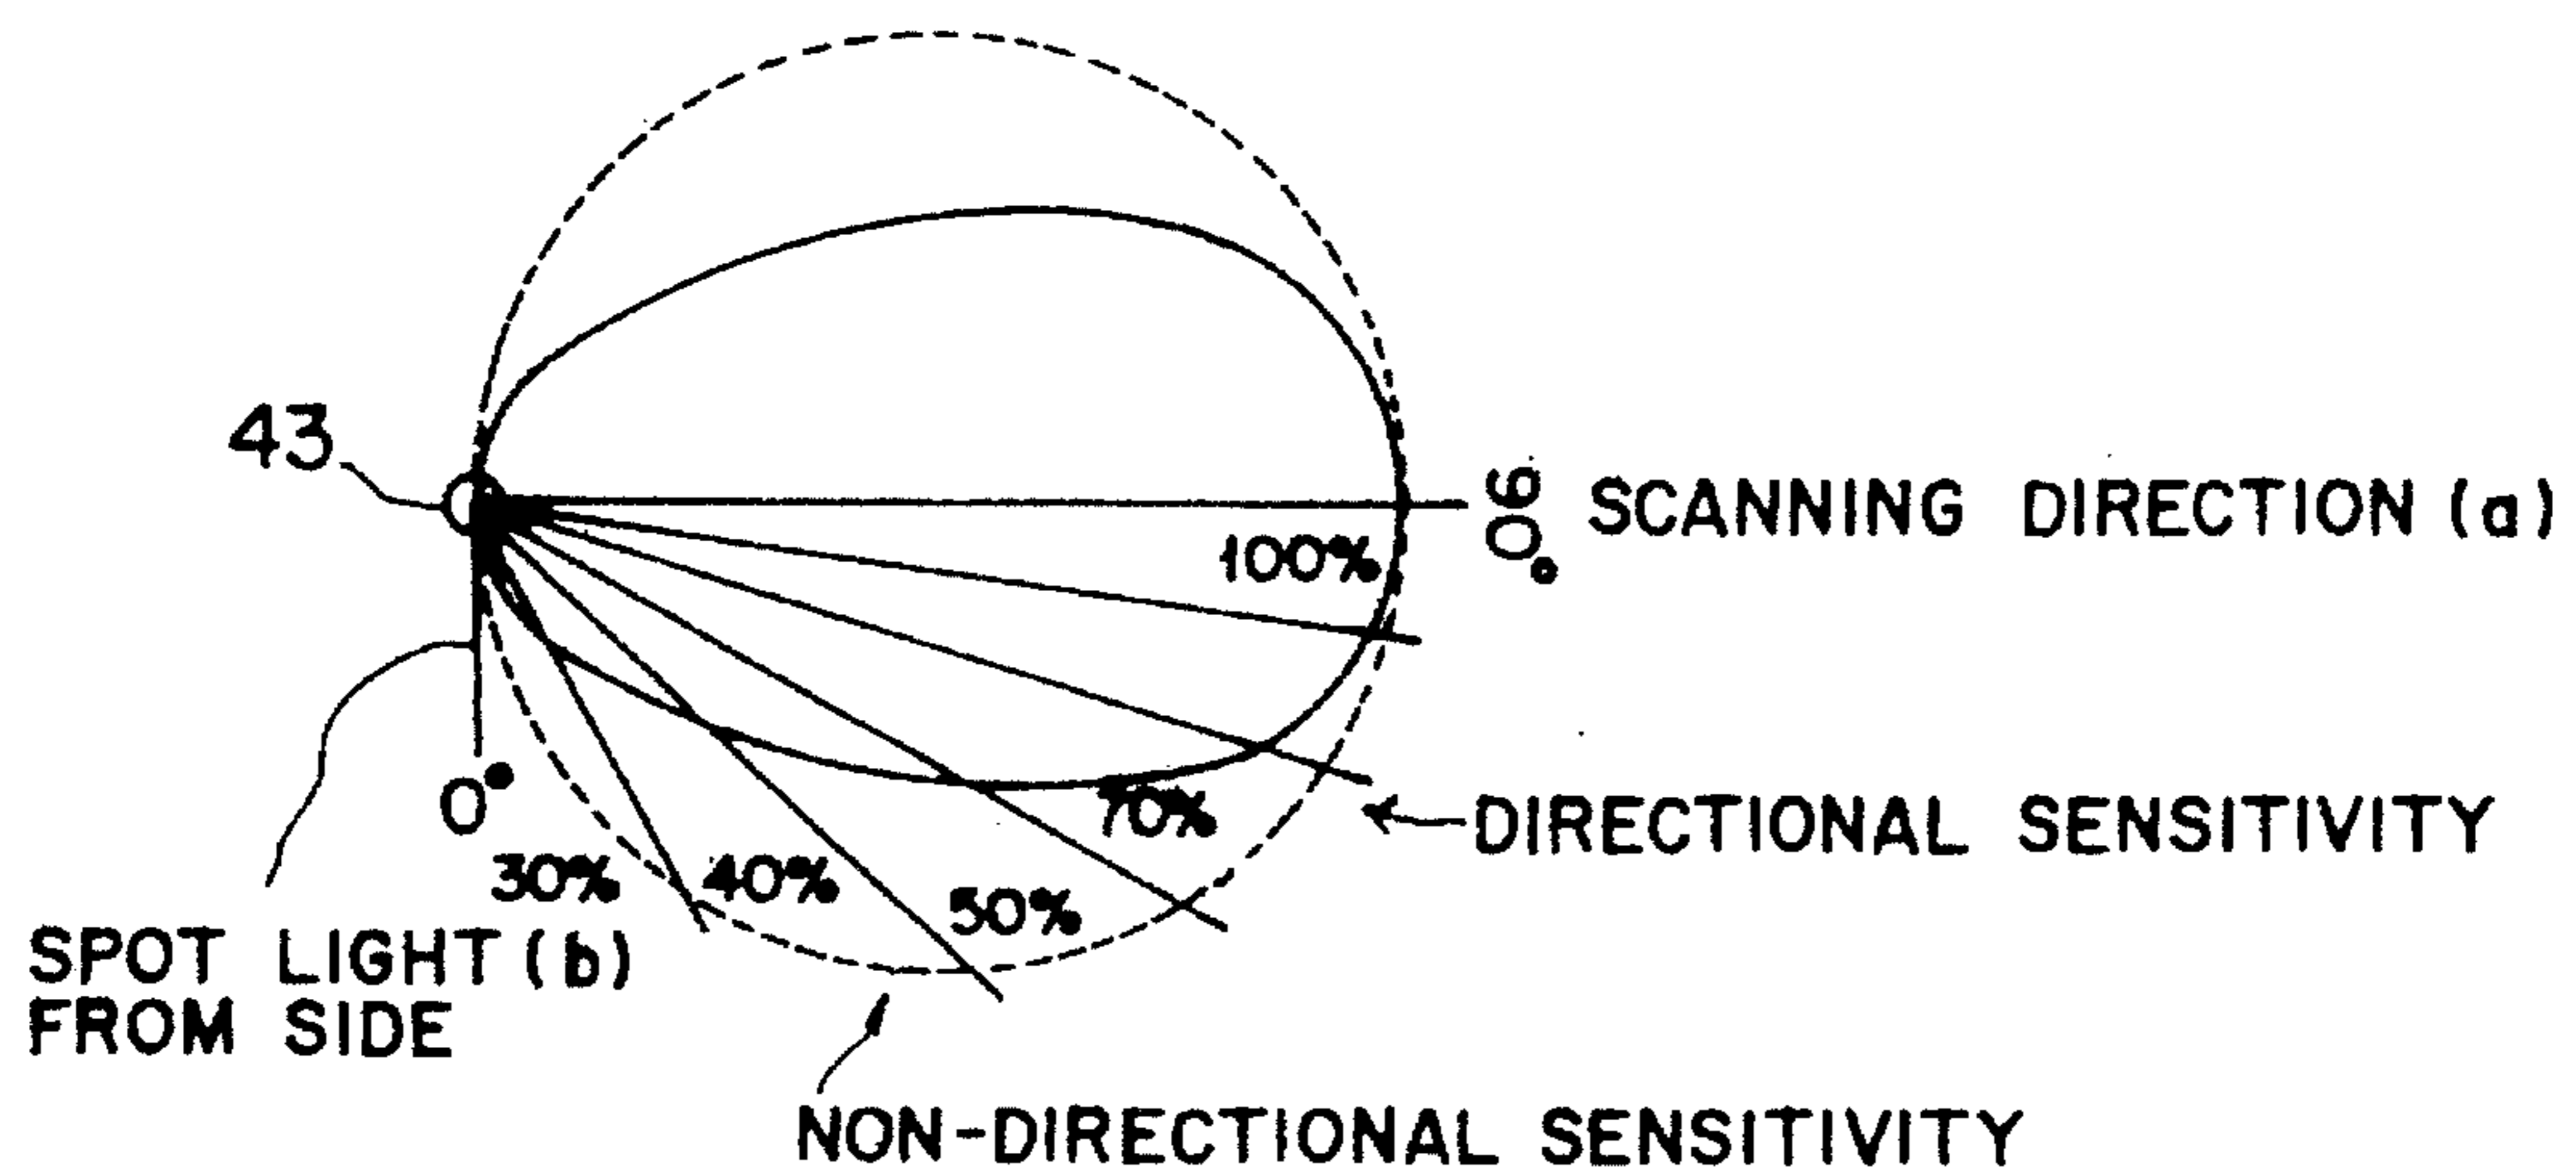 43
90° SCANNING DIRECTION (a)
100%
0°
70%
DIRECTIONAL SENSITIVITY
30%
40%
50%
SPOT LIGHT (b)
FROM SIDE
NON-DIRECTIONAL SENSITIVITY